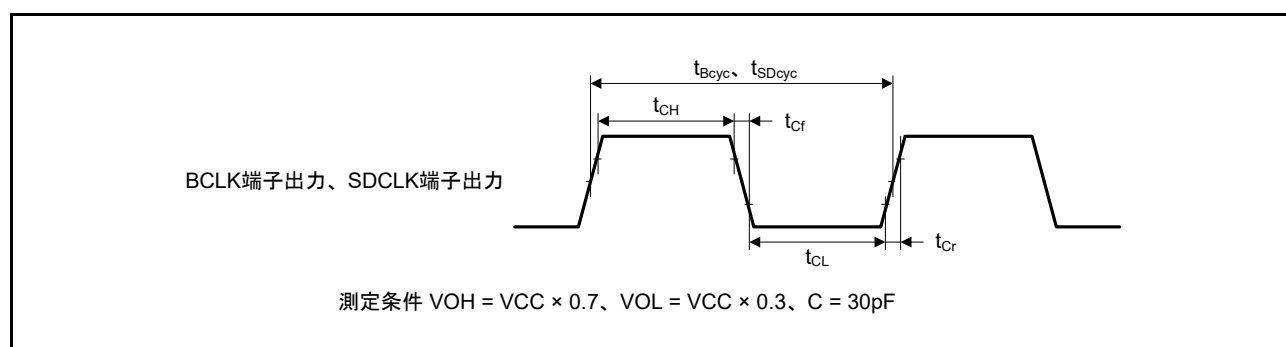 tBcyc、tSDcyc
tCH
tCf
BCLK端子出力、SDCLK端子出力
tCL
tCr
測定条件 VOH = VCC × 0.7、VOL = VCC × 0.3、C = 30pF